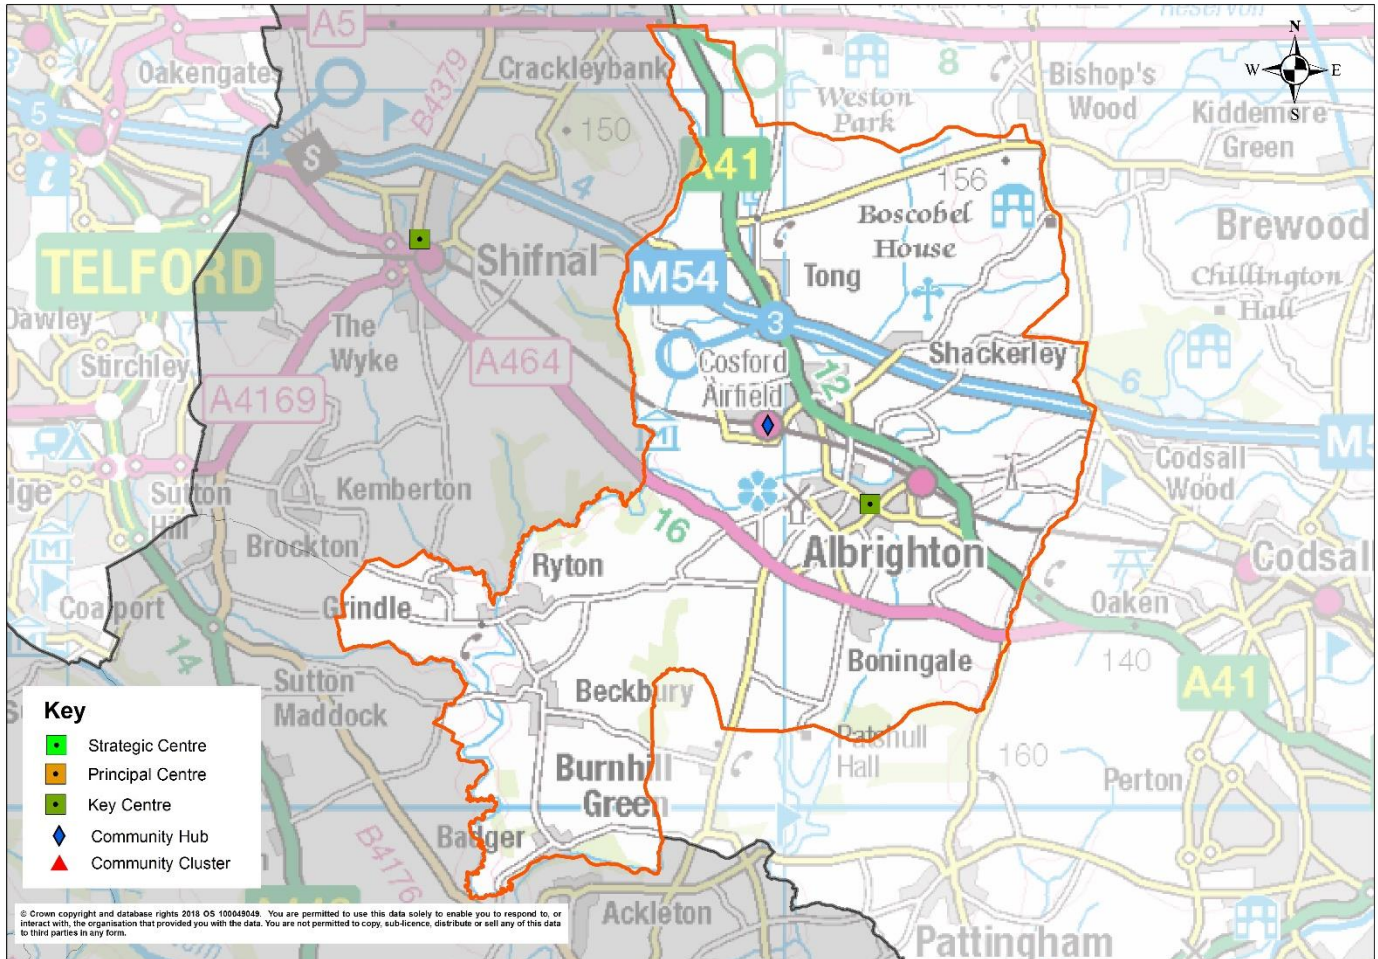 A5
Reservoir
Oakengates
Crackleybank
B4379
8
Weston
Park
Bishop's
Wood
Kiddemore
Green
N
W E
S
5
4
S
i
150
4
A41
156
Boscobel
House
Brewood
TELFORD
Shifnal
M54
Tong
Chillington
Hall
Dawley
Stirchley
The
Wyke
3
A464
Cosford
Airfield
12
Shackerley
6
A4169
M5
Codsall
Wood
Sutton
Hill
Kemberton
Brockton
16
Albrighton
Codsall
Ryton
Coalport
Grindle
14
Oaken
140
Boningale
A41
Sutton
Maddock
Beckbury
Patshull
Hall
160
Perton
Burnhill
Green
Badger
B4176
Ackleton
Pattingham
Key
Strategic Centre
Principal Centre
Key Centre
Community Hub
Community Cluster
© Crown copyright and database rights 2018 OS 100049049. You are permitted to use this data solely to enable you to respond to, or
interact with, the organisation that provided you with the data. You are not permitted to copy, sub-licence, distribute or sell any of this data
to third parties in any form.